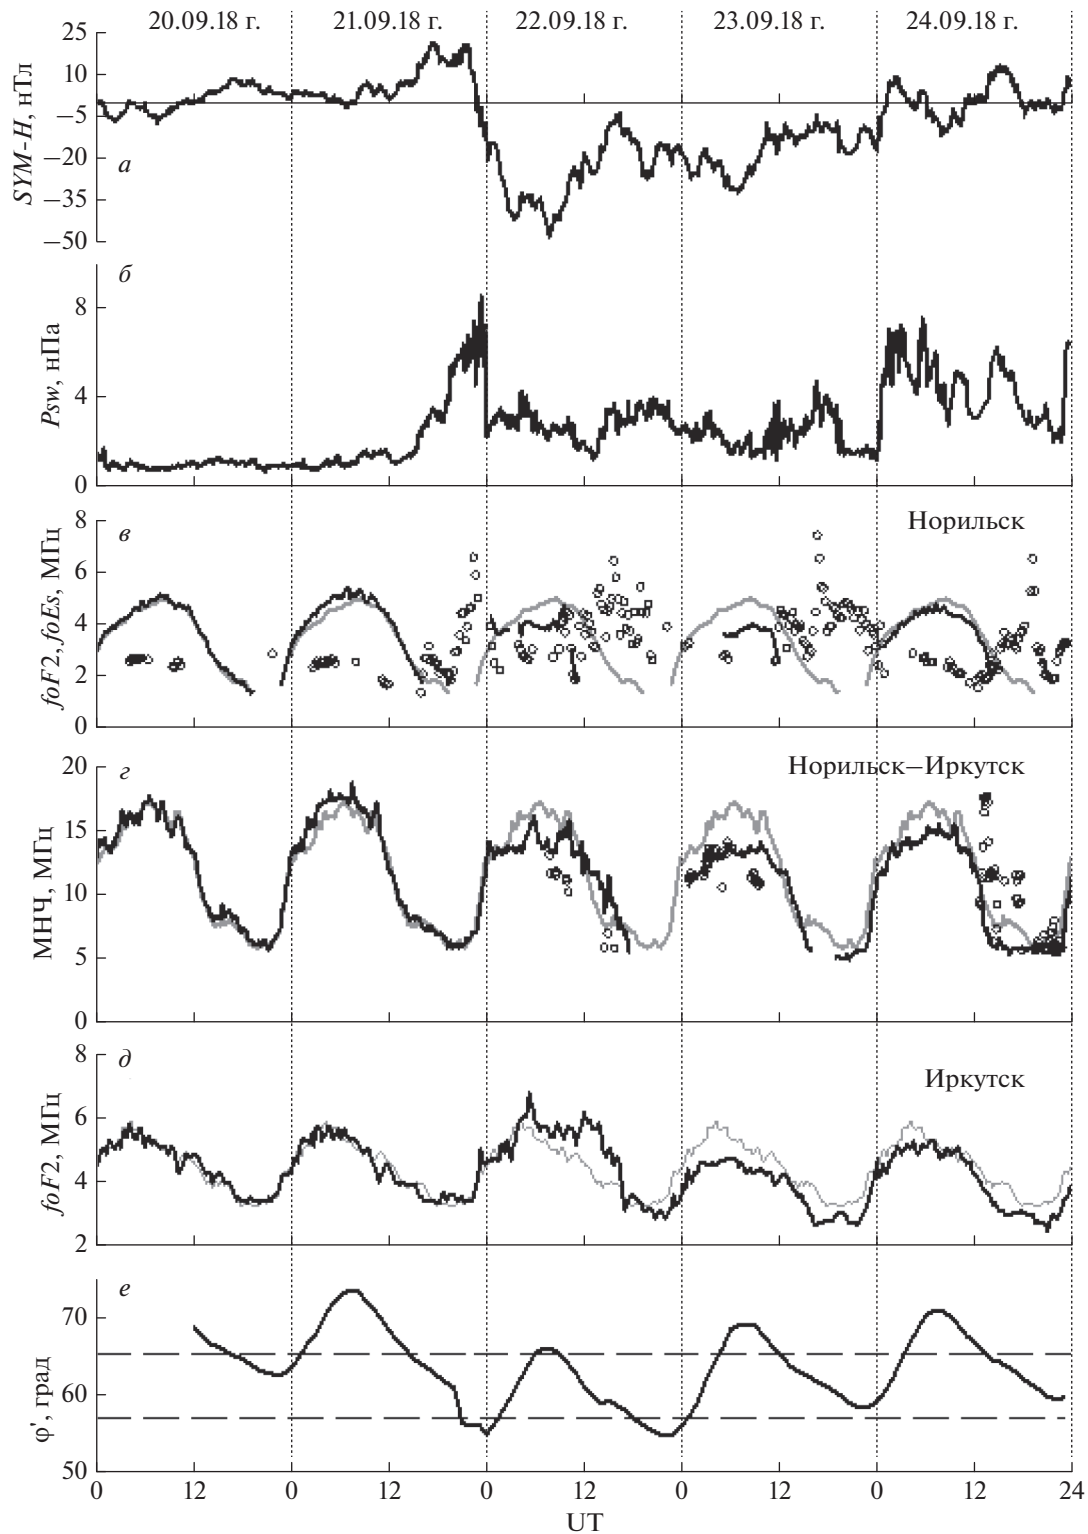 20.09.18 г. 21.09.18 г. 22.09.18 г. 23.09.18 г. 24.09.18 г.
SYM-H, нТл
25
10
−5
−20
−35
−50
а
б
Psw, нПа
8
4
0
в
Норильск
foF2, foEs, МГц
8
6
4
2
0
г
Норильск–Иркутск
МНЧ, МГц
20
15
10
5
0
д
Иркутск
foF2, МГц
8
6
4
2
е
φ', град
70
60
50
0 12 0 12 0 12 0 12 0 12 24
UT